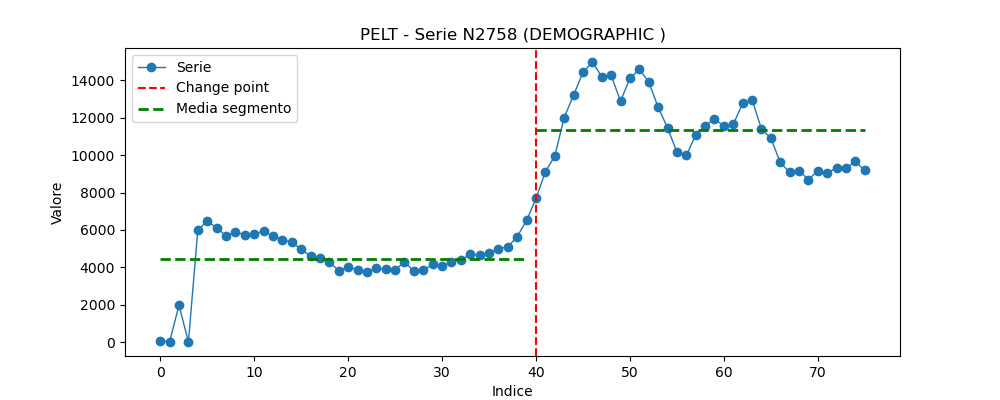 PELT - Serie N2758 (DEMOGRAPHIC )
Serie
Change point
Media segmento
Valore
14000
12000
10000
8000
6000
4000
2000
0
0 10 20 30 40 50 60 70
Indice